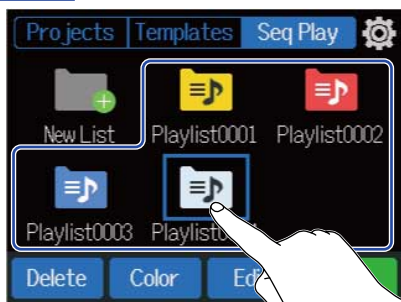 Projects Templates Seq Play
New List Playlist0001 Playlist0002
Playlist0003
Delete Color